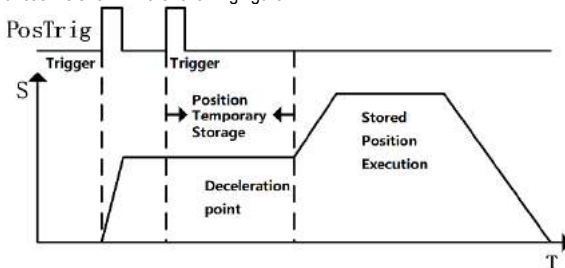 PosTrig
Trigger
Trigger
S
Position
Temporary
Storage
Stored
Position
Execution
Deceleration
point
T